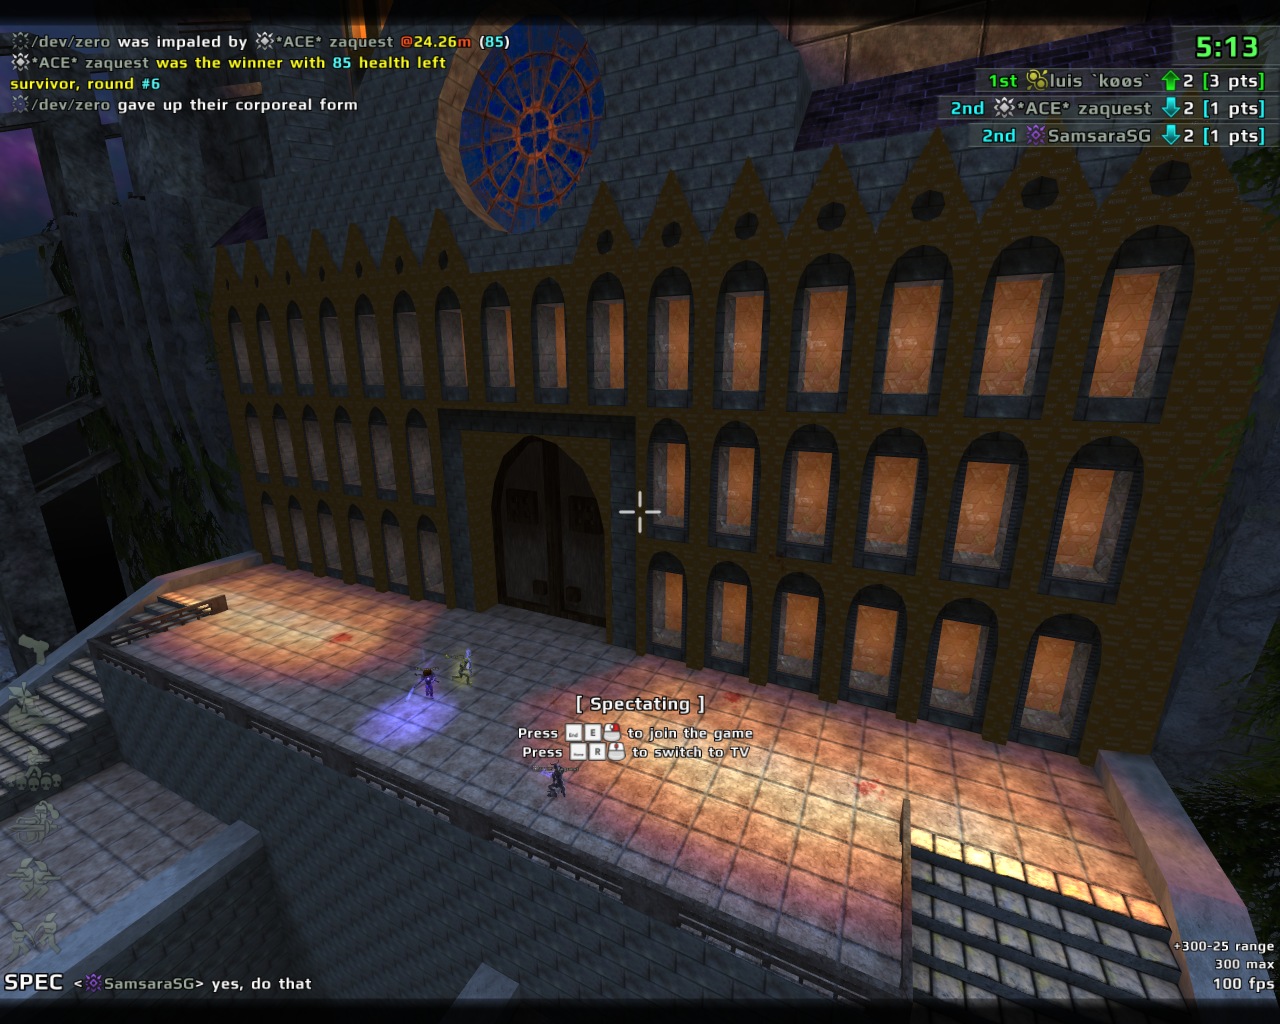 /dev/zero was impaled by *ACE* zaquest @24.26m (85)
*ACE* zaquest was the winner with 85 health left
survivor, round #6
/dev/zero gave up their corporeal form
5:13
1st luis `køøs` 2 [3 pts]
2nd *ACE* zaquest 2 [1 pts]
2nd SamsaraSG 2 [1 pts]
[ Spectating ]
Press End E to join the game
Press R to switch to TV
+300-25 range
300 max
100 fps
SPEC <SamsaraSG> yes, do that